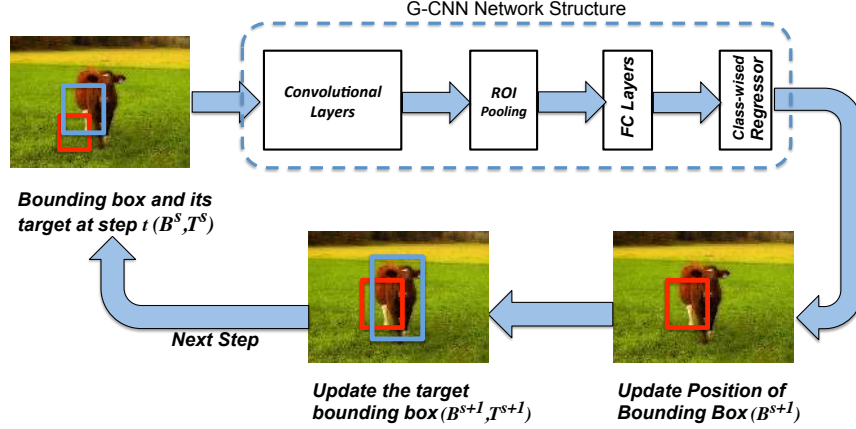 G-CNN Network Structure
Convolutional
Layers
ROI
Pooling
FC Layers
Class-wised
Regressor
Bounding box and its
target at step t (B^s,T^s)
Next Step
Update the target
bounding box (B^{s+1},T^{s+1})
Update Position of
Bounding Box (B^{s+1})